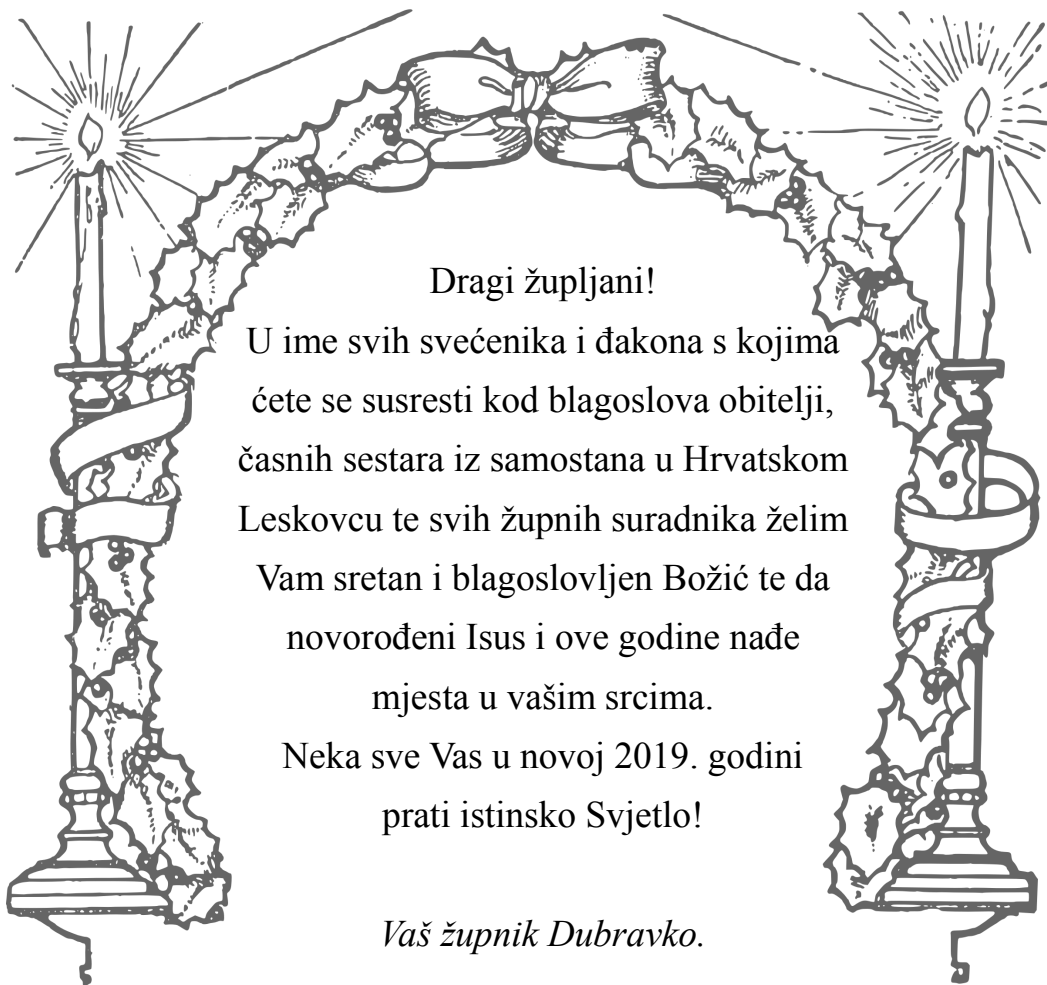 Dragi župljani!
U ime svih svećenika i đakona s kojima
ćete se susresti kod blagoslova obitelji,
časnih sestara iz samostana u Hrvatskom
Leskovcu te svih župnih suradnika želim
Vam sretan i blagoslovljen Božić te da
novorođeni Isus i ove godine nađe
mjesta u vašim srcima.
Neka sve Vas u novoj 2019. godini
prati istinsko Svjetlo!
Vaš župnik Dubravko.